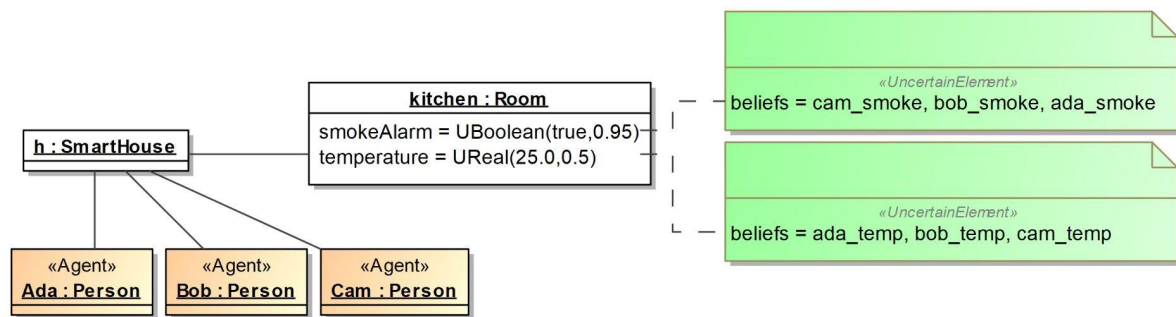 «UncertainElement»
beliefs = cam_smoke, bob_smoke, ada_smoke
kitchen : Room
smokeAlarm = UBoolean(true,0.95)
temperature = UReal(25.0,0.5)
h : SmartHouse
«UncertainElement»
beliefs = ada_temp, bob_temp, cam_temp
«Agent»
Ada : Person
«Agent»
Bob : Person
«Agent»
Cam : Person